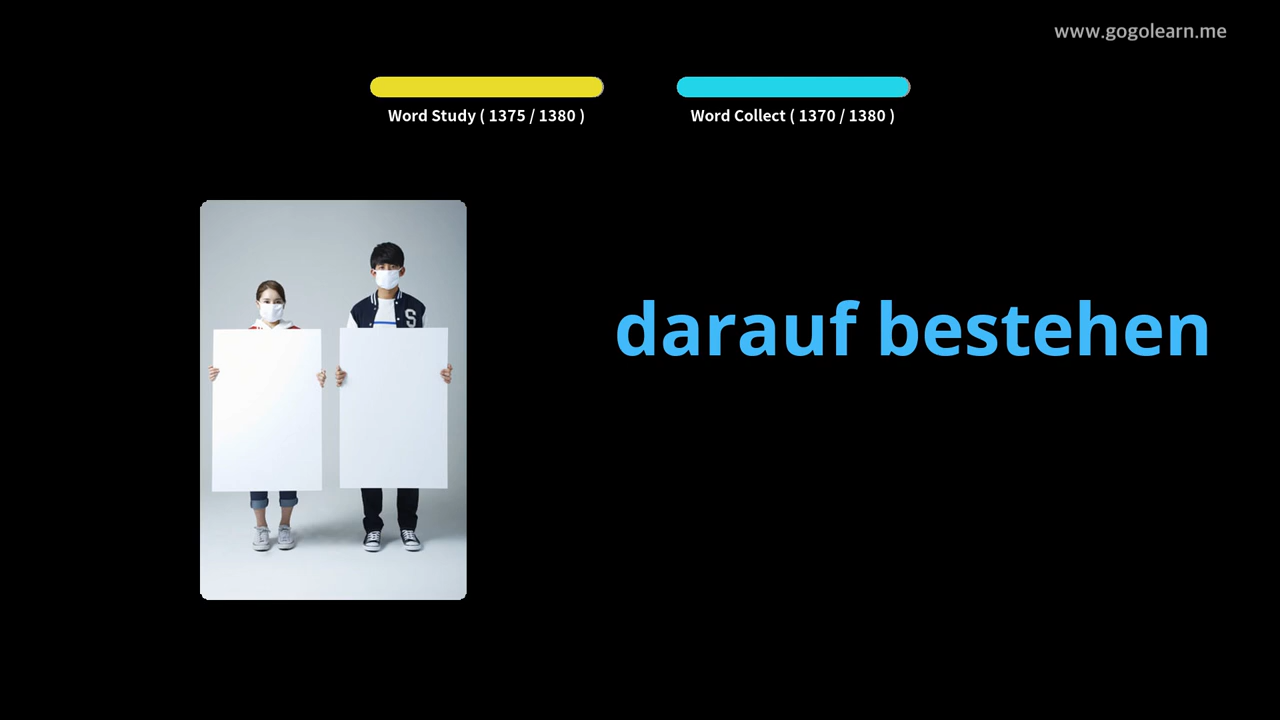 www.gogolearn.me
Word Study ( 1375 / 1380 )
Word Collect ( 1370 / 1380 )
S
darauf bestehen